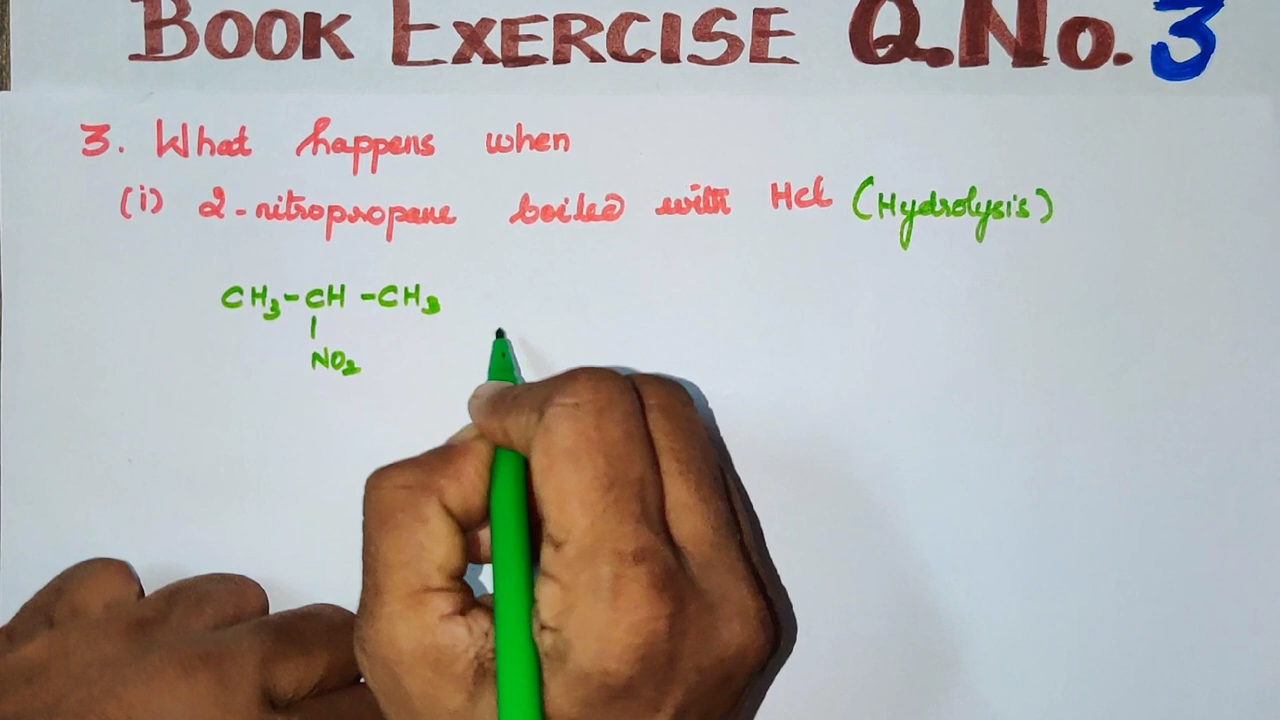 BOOK EXERCISE Q.No. 3
3. What happens when
(i) 2-nitropropane boiled with Hcl (Hydrolysis)
CH₃-CH-CH₃
|
NO₂